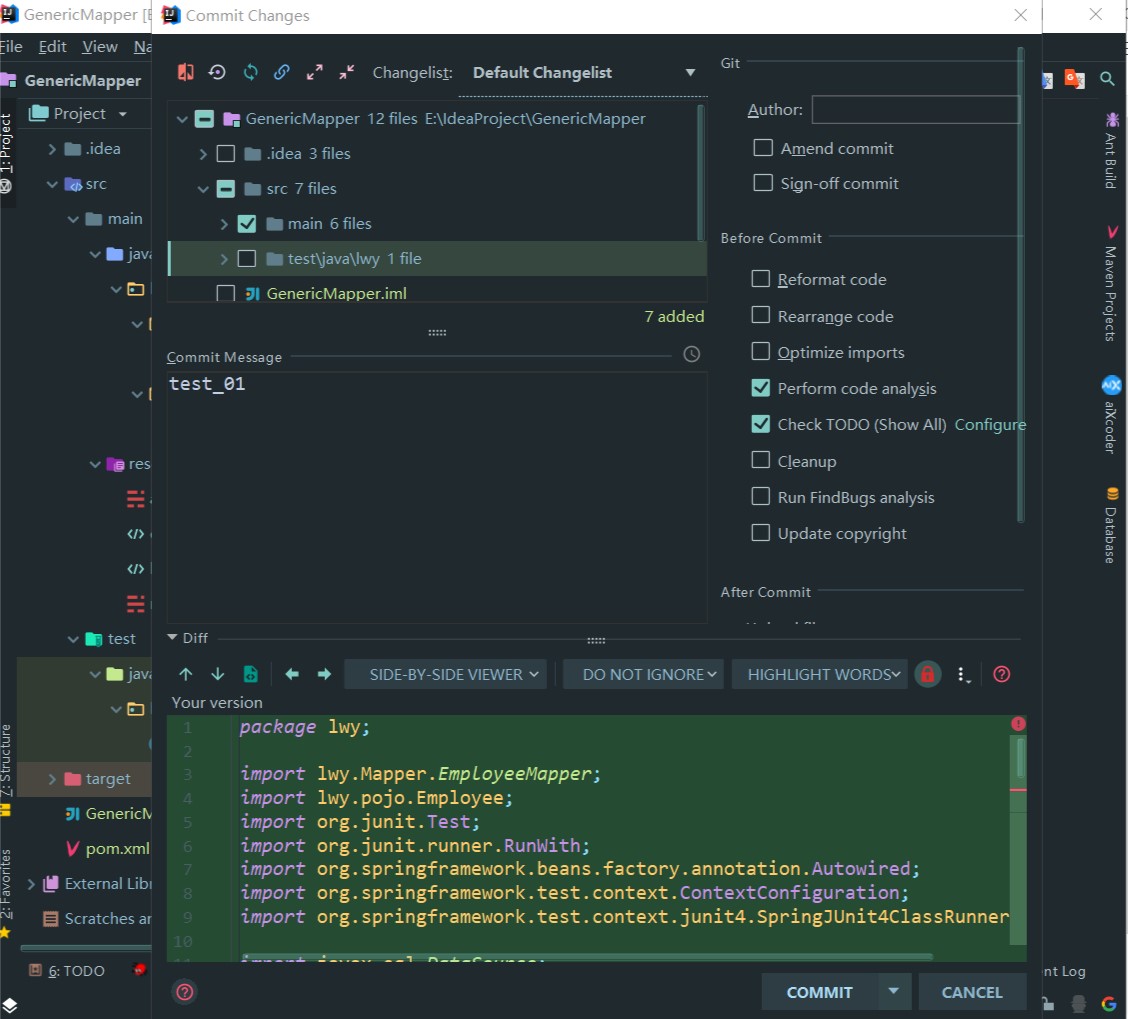 GenericMapper [
Commit Changes
File Edit View Na
GenericMapper
Project
1: Project
.idea
src
main
java
res
test
java
target
GenericM
pom.xml
External Libr
Scratches an
7: Structure
2: Favorites
6: TODO
Changelist: Default Changelist
GenericMapper 12 files E:\IdeaProject\GenericMapper
.idea 3 files
src 7 files
main 6 files
test\java\lwy 1 file
GenericMapper.iml
7 added
Commit Message
test_01
Git
Author:
Amend commit
Sign-off commit
Before Commit
Reformat code
Rearrange code
Optimize imports
Perform code analysis
Check TODO (Show All) Configure
Cleanup
Run FindBugs analysis
Update copyright
After Commit
Diff
SIDE-BY-SIDE VIEWER DO NOT IGNORE HIGHLIGHT WORDS
Your version
1 package lwy;
2
3 import lwy.Mapper.EmployeeMapper;
4 import lwy.pojo.Employee;
5 import org.junit.Test;
6 import org.junit.runner.RunWith;
7 import org.springframework.beans.factory.annotation.Autowired;
8 import org.springframework.test.context.ContextConfiguration;
9 import org.springframework.test.context.junit4.SpringJUnit4ClassRunner
10
11 import javax.sql.DataSource;
COMMIT CANCEL
Ant Build
Maven Projects
aiXcoder
Database
nt Log